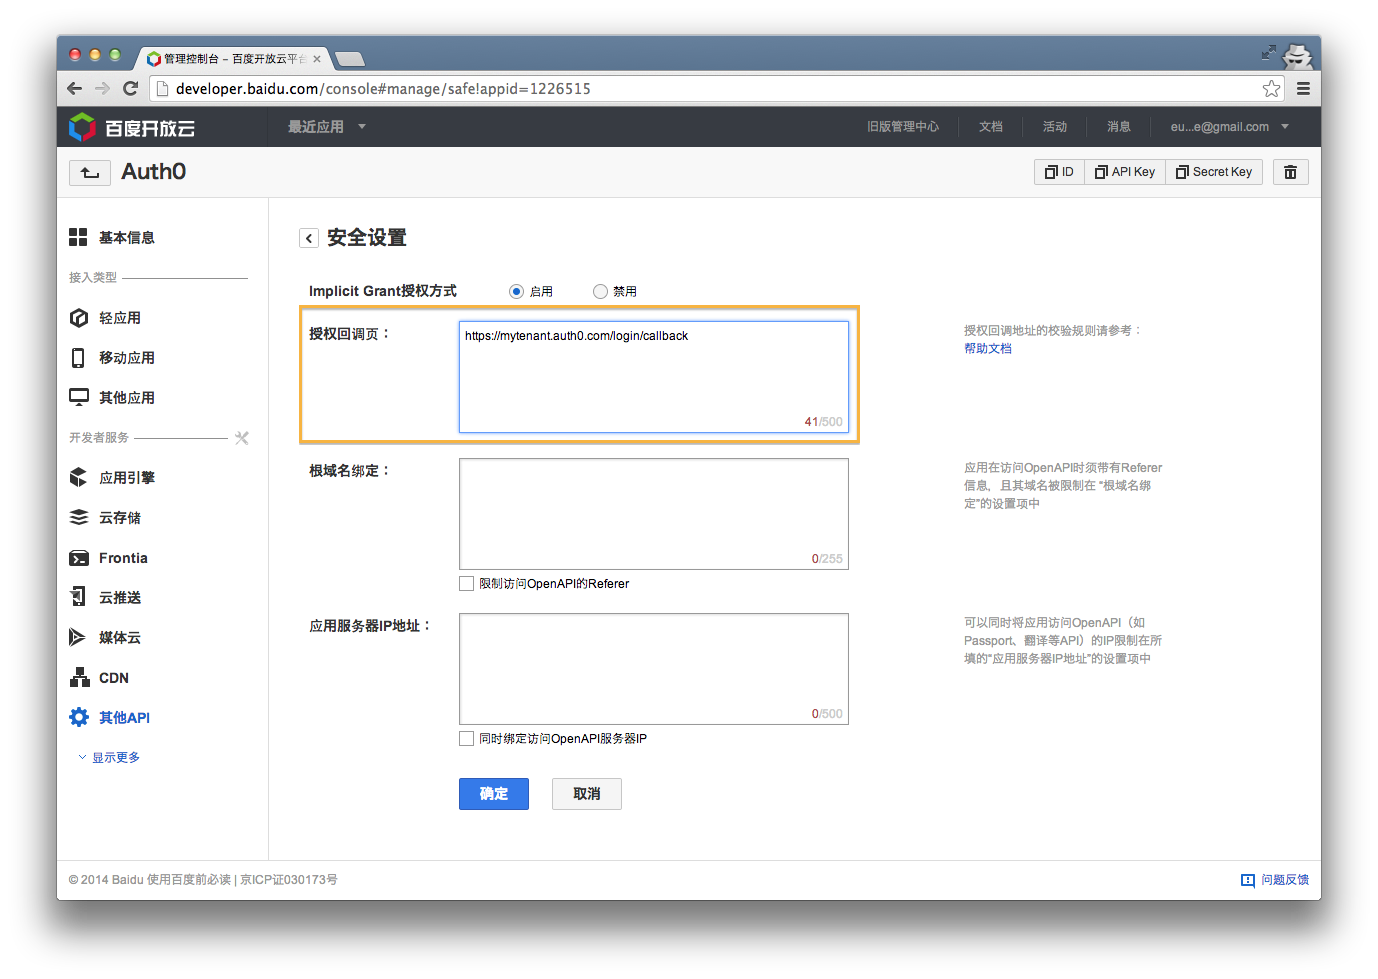 管理控制台 – 百度开放云平台
developer.baidu.com/console#manage/safe!appid=1226515
百度开放云
最近应用
旧版管理中心
文档
活动
消息
eu...e@gmail.com
Auth0
ID
API Key
Secret Key
基本信息
接入类型
轻应用
移动应用
其他应用
开发者服务
应用引擎
云存储
Frontia
云推送
媒体云
CDN
其他API
显示更多
安全设置
Implicit Grant授权方式
启用
禁用
授权回调页：
https://mytenant.auth0.com/login/callback
41/500
授权回调地址的校验规则请参考：
帮助文档
根域名绑定：
0/255
限制访问OpenAPI的Referer
应用在访问OpenAPI时须带有Referer
信息，且其域名被限制在 “根域名绑
定”的设置项中
应用服务器IP地址：
0/500
同时绑定访问OpenAPI服务器IP
可以同时将应用访问OpenAPI（如
Passport、翻译等API）的IP限制在所
填的“应用服务器IP地址”的设置项中
确定
取消
© 2014 Baidu 使用百度前必读 | 京ICP证030173号
问题反馈